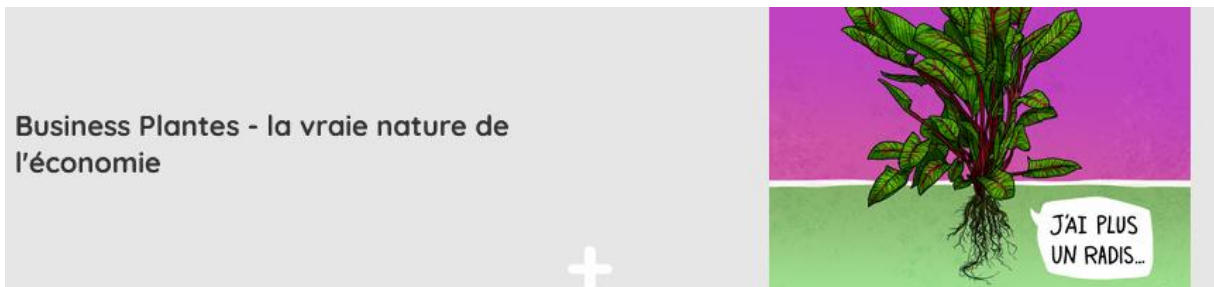 Business Plantes - la vraie nature de
l'économie
J'AI PLUS
UN RADIS...